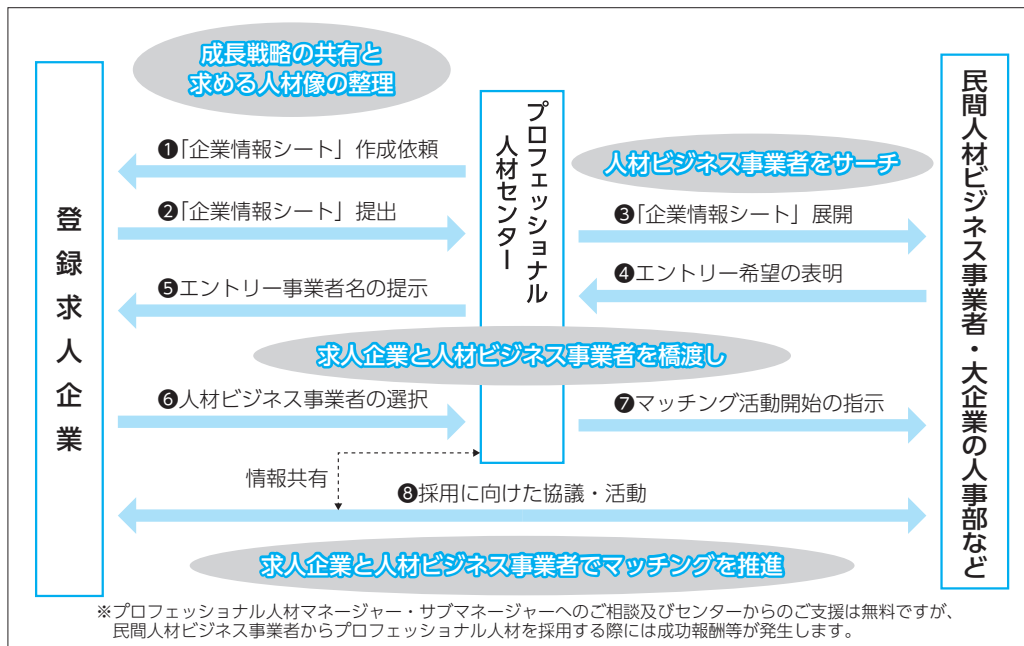 成長戦略の共有と
求める人材像の整理
登録求人企業
プロフェッショナル
人材センター
民間人材ビジネス事業者・大企業の人事部など
❶「企業情報シート」作成依頼
人材ビジネス事業者をサーチ
❷「企業情報シート」提出
❸「企業情報シート」展開
❹エントリー希望の表明
❺エントリー事業者名の提示
求人企業と人材ビジネス事業者を橋渡し
❻人材ビジネス事業者の選択
❼マッチング活動開始の指示
情報共有
❽採用に向けた協議・活動
求人企業と人材ビジネス事業者でマッチングを推進
※プロフェッショナル人材マネージャー・サブマネージャーへのご相談及びセンターからのご支援は無料ですが、
民間人材ビジネス事業者からプロフェッショナル人材を採用する際には成功報酬等が発生します。